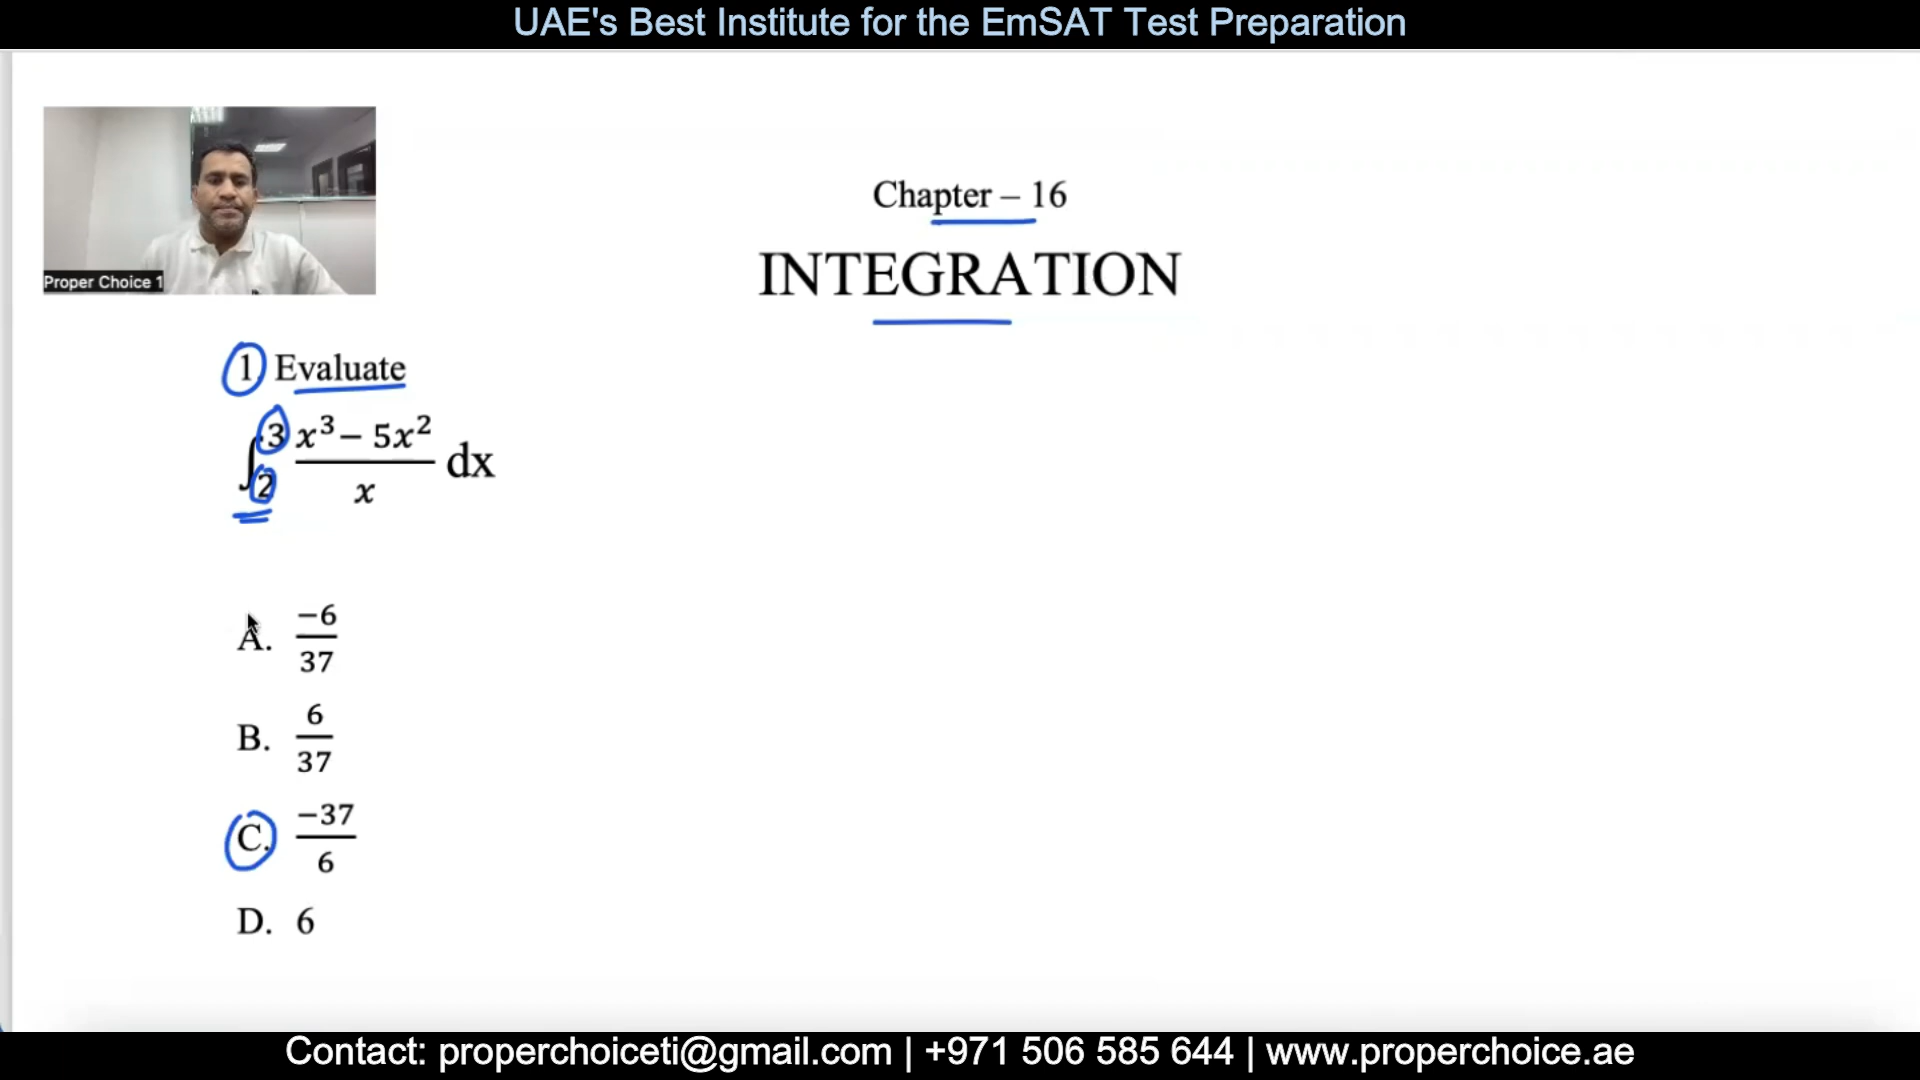 UAE's Best Institute for the EmSAT Test Preparation
Proper Choice 1
Chapter – 16
INTEGRATION
1 Evaluate
∫₂³ (x³ – 5x²)/x dx
A. −6/37
B. 6/37
C. −37/6
D. 6
Contact: properchoiceti@gmail.com | +971 506 585 644 | www.properchoice.ae